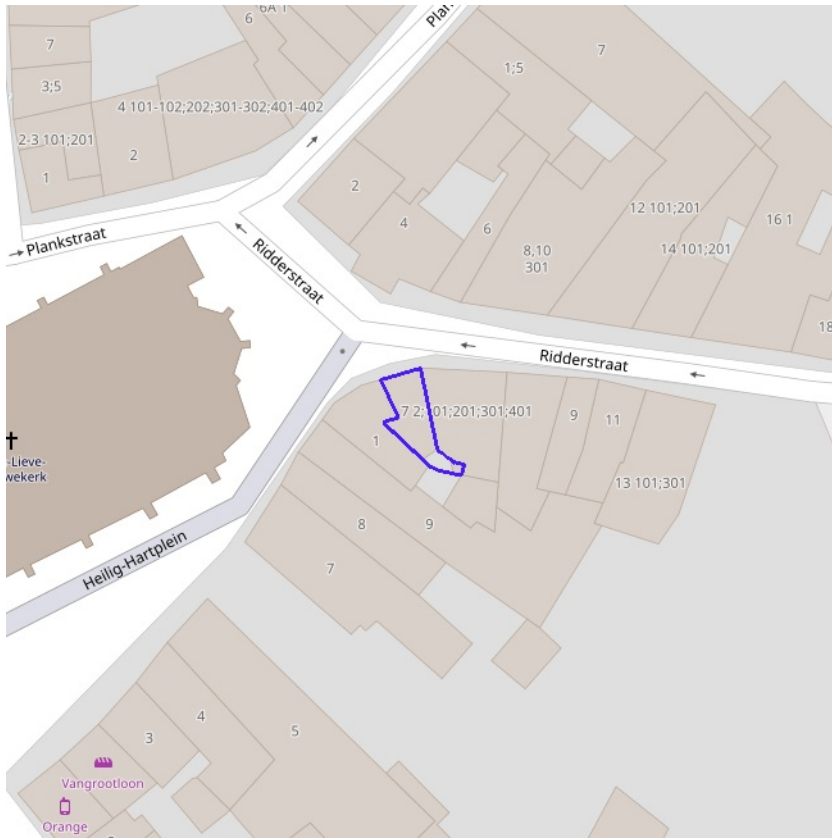 6A 1
6
Plan
7
7
1;5
3;5
4 101-102;202;301-302;401-402
2-3 101;201
2
1
2
12 101;201
4
16 1
6
Plankstraat
14 101;201
8,10
301
Ridderstraat
18
Ridderstraat
7 2;101;201;301;401
9
11
1
-Lieve-
wekerk
13 101;301
8
9
Heilig-Hartplein
7
4
5
3
Vangrootloon
Orange